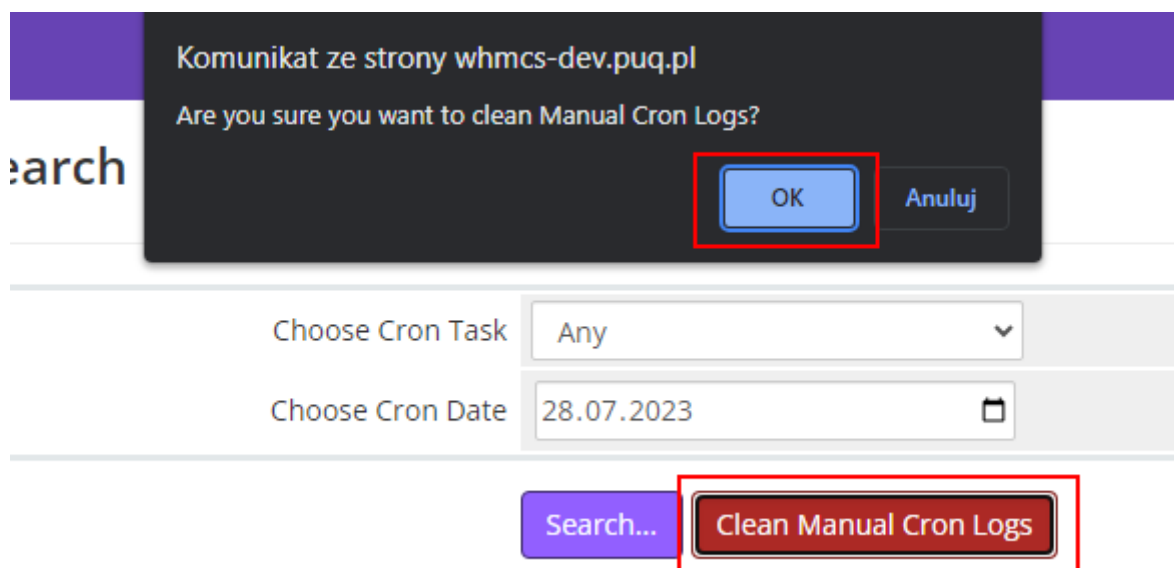 Komunikat ze strony whmcs-dev.puq.pl
Are you sure you want to clean Manual Cron Logs?
OK Anuluj
earch
Choose Cron Task Any
Choose Cron Date 28.07.2023
Search... Clean Manual Cron Logs